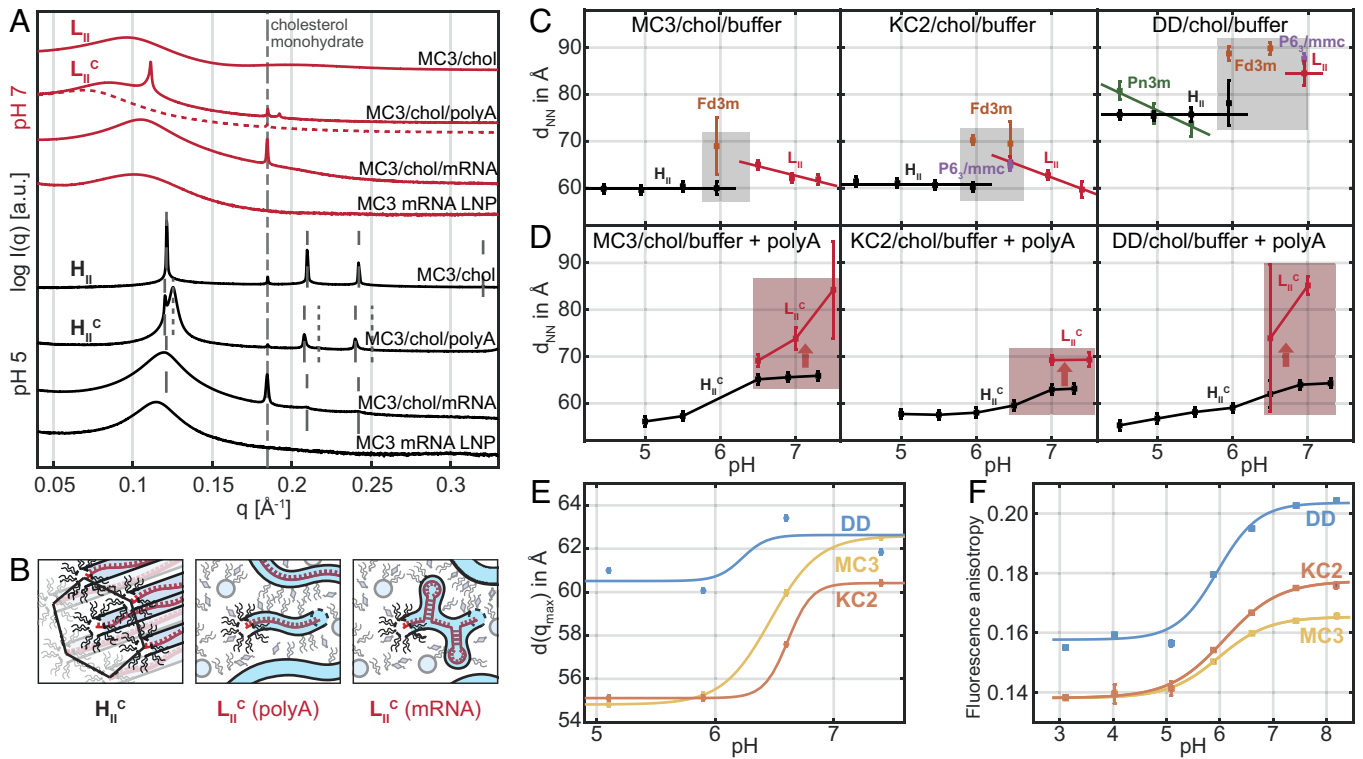 A
L_II
cholesterol
monohydrate
MC3/chol
L_II^C
MC3/chol/polyA
MC3/chol/mRNA
MC3 mRNA LNP
pH 7
log I(q) [a.u.]
H_II
MC3/chol
H_II^C
MC3/chol/polyA
MC3/chol/mRNA
MC3 mRNA LNP
pH 5
0.05 0.1 0.15 0.2 0.25 0.3
q [Å⁻¹]
B
H_II^C
L_II^C (polyA)
L_II^C (mRNA)
C
MC3/chol/buffer
KC2/chol/buffer
DD/chol/buffer
d_NN in Å
90
80
70
60
Fd3m
H_II
L_II
Fd3m
P6_3/mmc
H_II
L_II
Pn3m
H_II
Fd3m
P6_3/mmc
L_II
D
MC3/chol/buffer + polyA
KC2/chol/buffer + polyA
DD/chol/buffer + polyA
d_NN in Å
90
80
70
60
L_II^C
H_II^C
L_II^C
H_II^C
L_II^C
H_II^C
5 6 7
5 6 7
5 6 7
pH
pH
pH
E
d(q_max) in Å
64
62
60
58
56
54
DD
MC3
KC2
5 6 7
pH
F
Fluorescence anisotropy
0.20
0.18
0.16
0.14
DD
KC2
MC3
3 4 5 6 7 8
pH